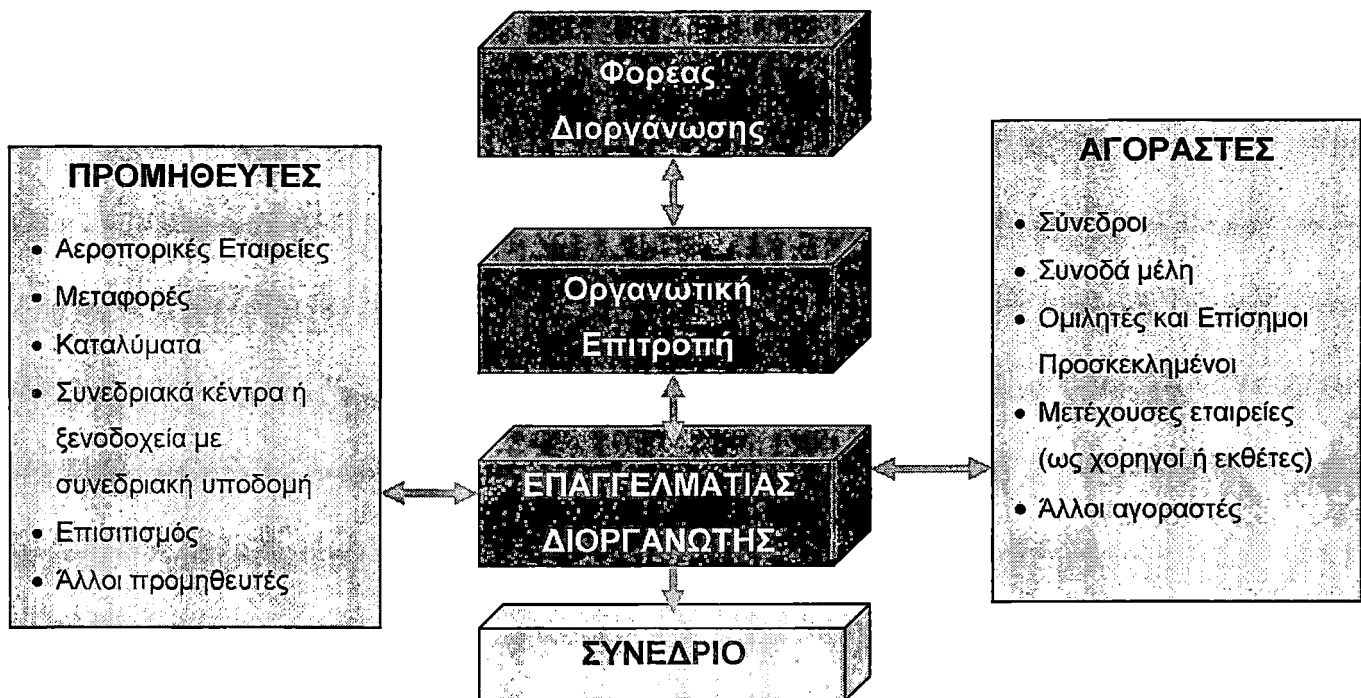 Φορέας
Διοργάνωσης
ΠΡΟΜΗΘΕΥΤΕΣ
• Αεροπορικές Εταιρείες
• Μεταφορές
• Καταλύματα
• Συνεδριακά κέντρα ή
ξενοδοχεία με
συνεδριακή υποδομή
• Επισιτισμός
• Άλλοι προμηθευτές
Οργανωτική
Επιτροπή
ΕΠΑΓΓΕΛΜΑΤΙΑΣ
ΔΙΟΡΓΑΝΩΤΗΣ
ΣΥΝΕΔΡΙΟ
ΑΓΟΡΑΣΤΕΣ
• Σύνεδροι
• Συνοδά μέλη
• Ομιλητές και Επίσημοι
Προσκεκλημένοι
• Μετέχουσες εταιρείες
(ως χορηγοί ή εκθέτες)
• Άλλοι αγοραστές